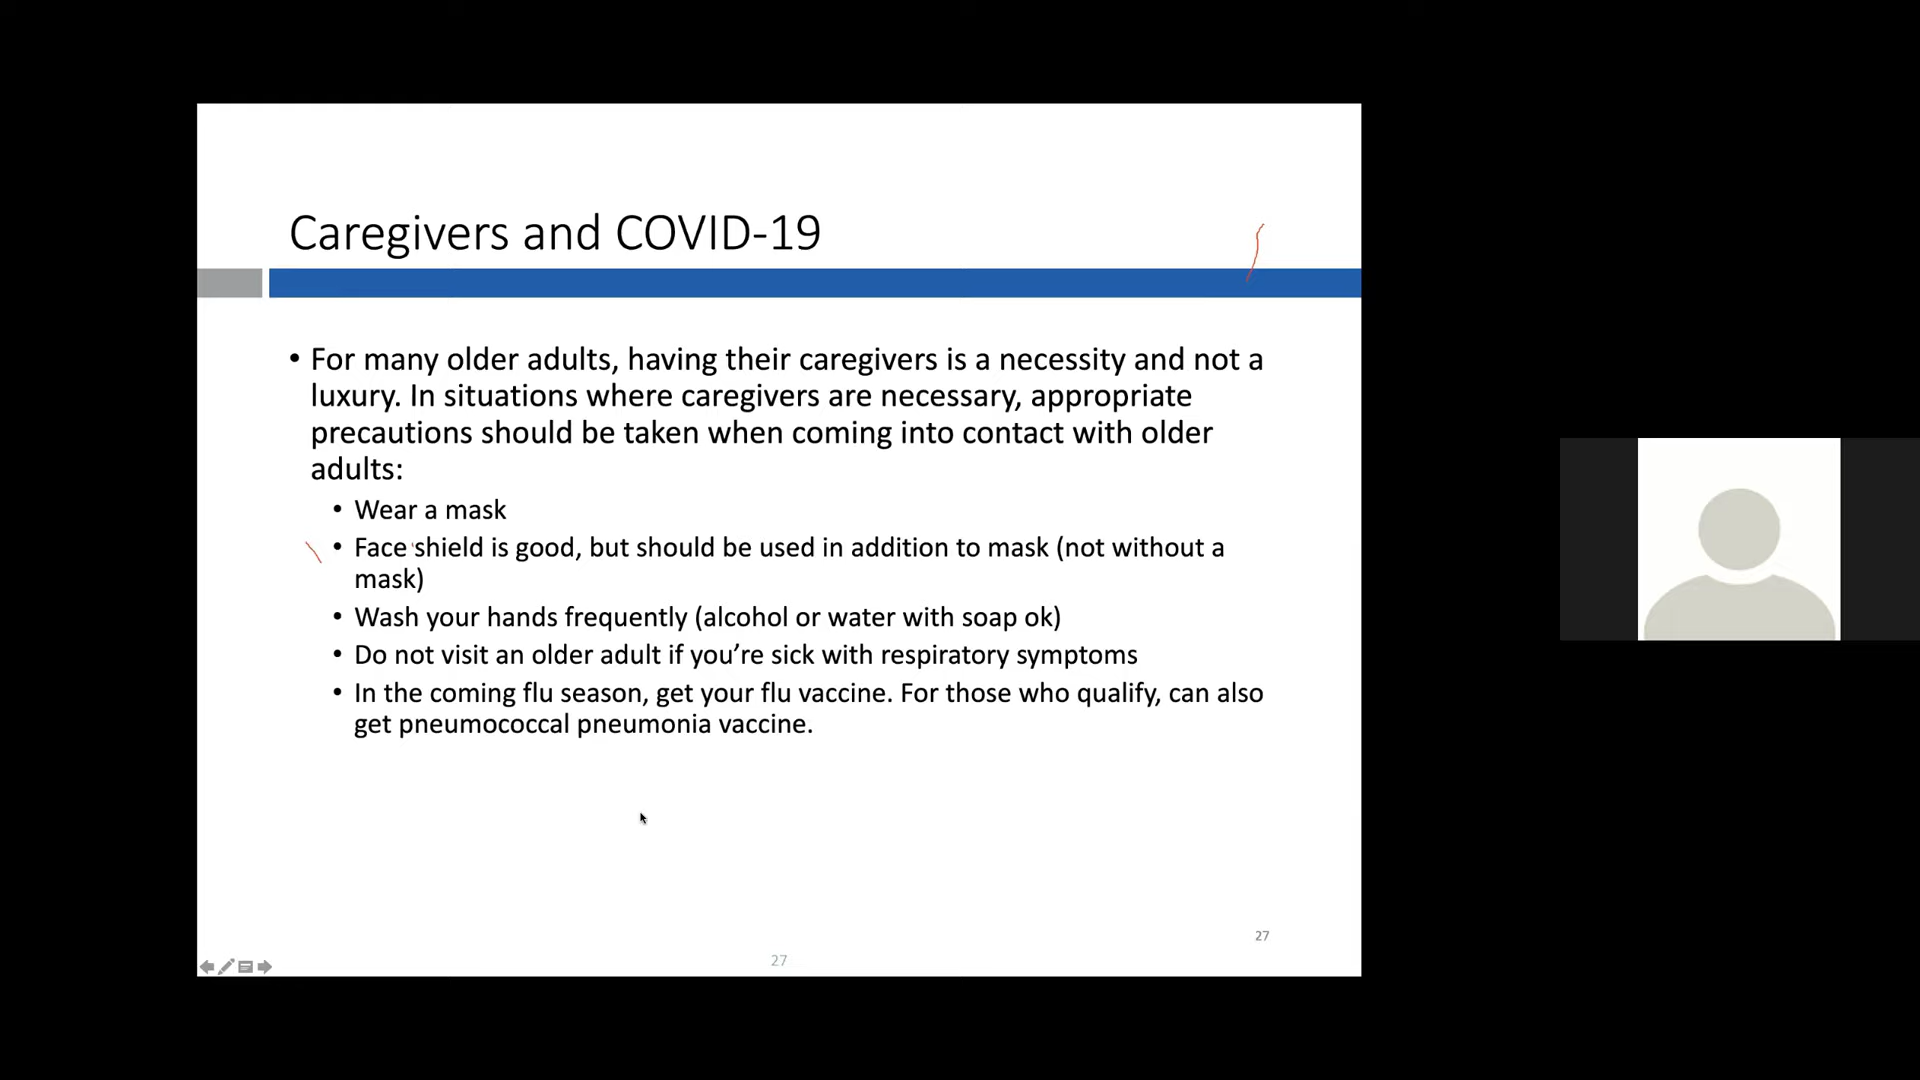 Caregivers and COVID-19
• For many older adults, having their caregivers is a necessity and not a
luxury. In situations where caregivers are necessary, appropriate
precautions should be taken when coming into contact with older
adults:
• Wear a mask
• Face shield is good, but should be used in addition to mask (not without a
mask)
• Wash your hands frequently (alcohol or water with soap ok)
• Do not visit an older adult if you’re sick with respiratory symptoms
• In the coming flu season, get your flu vaccine. For those who qualify, can also
get pneumococcal pneumonia vaccine.
27
27